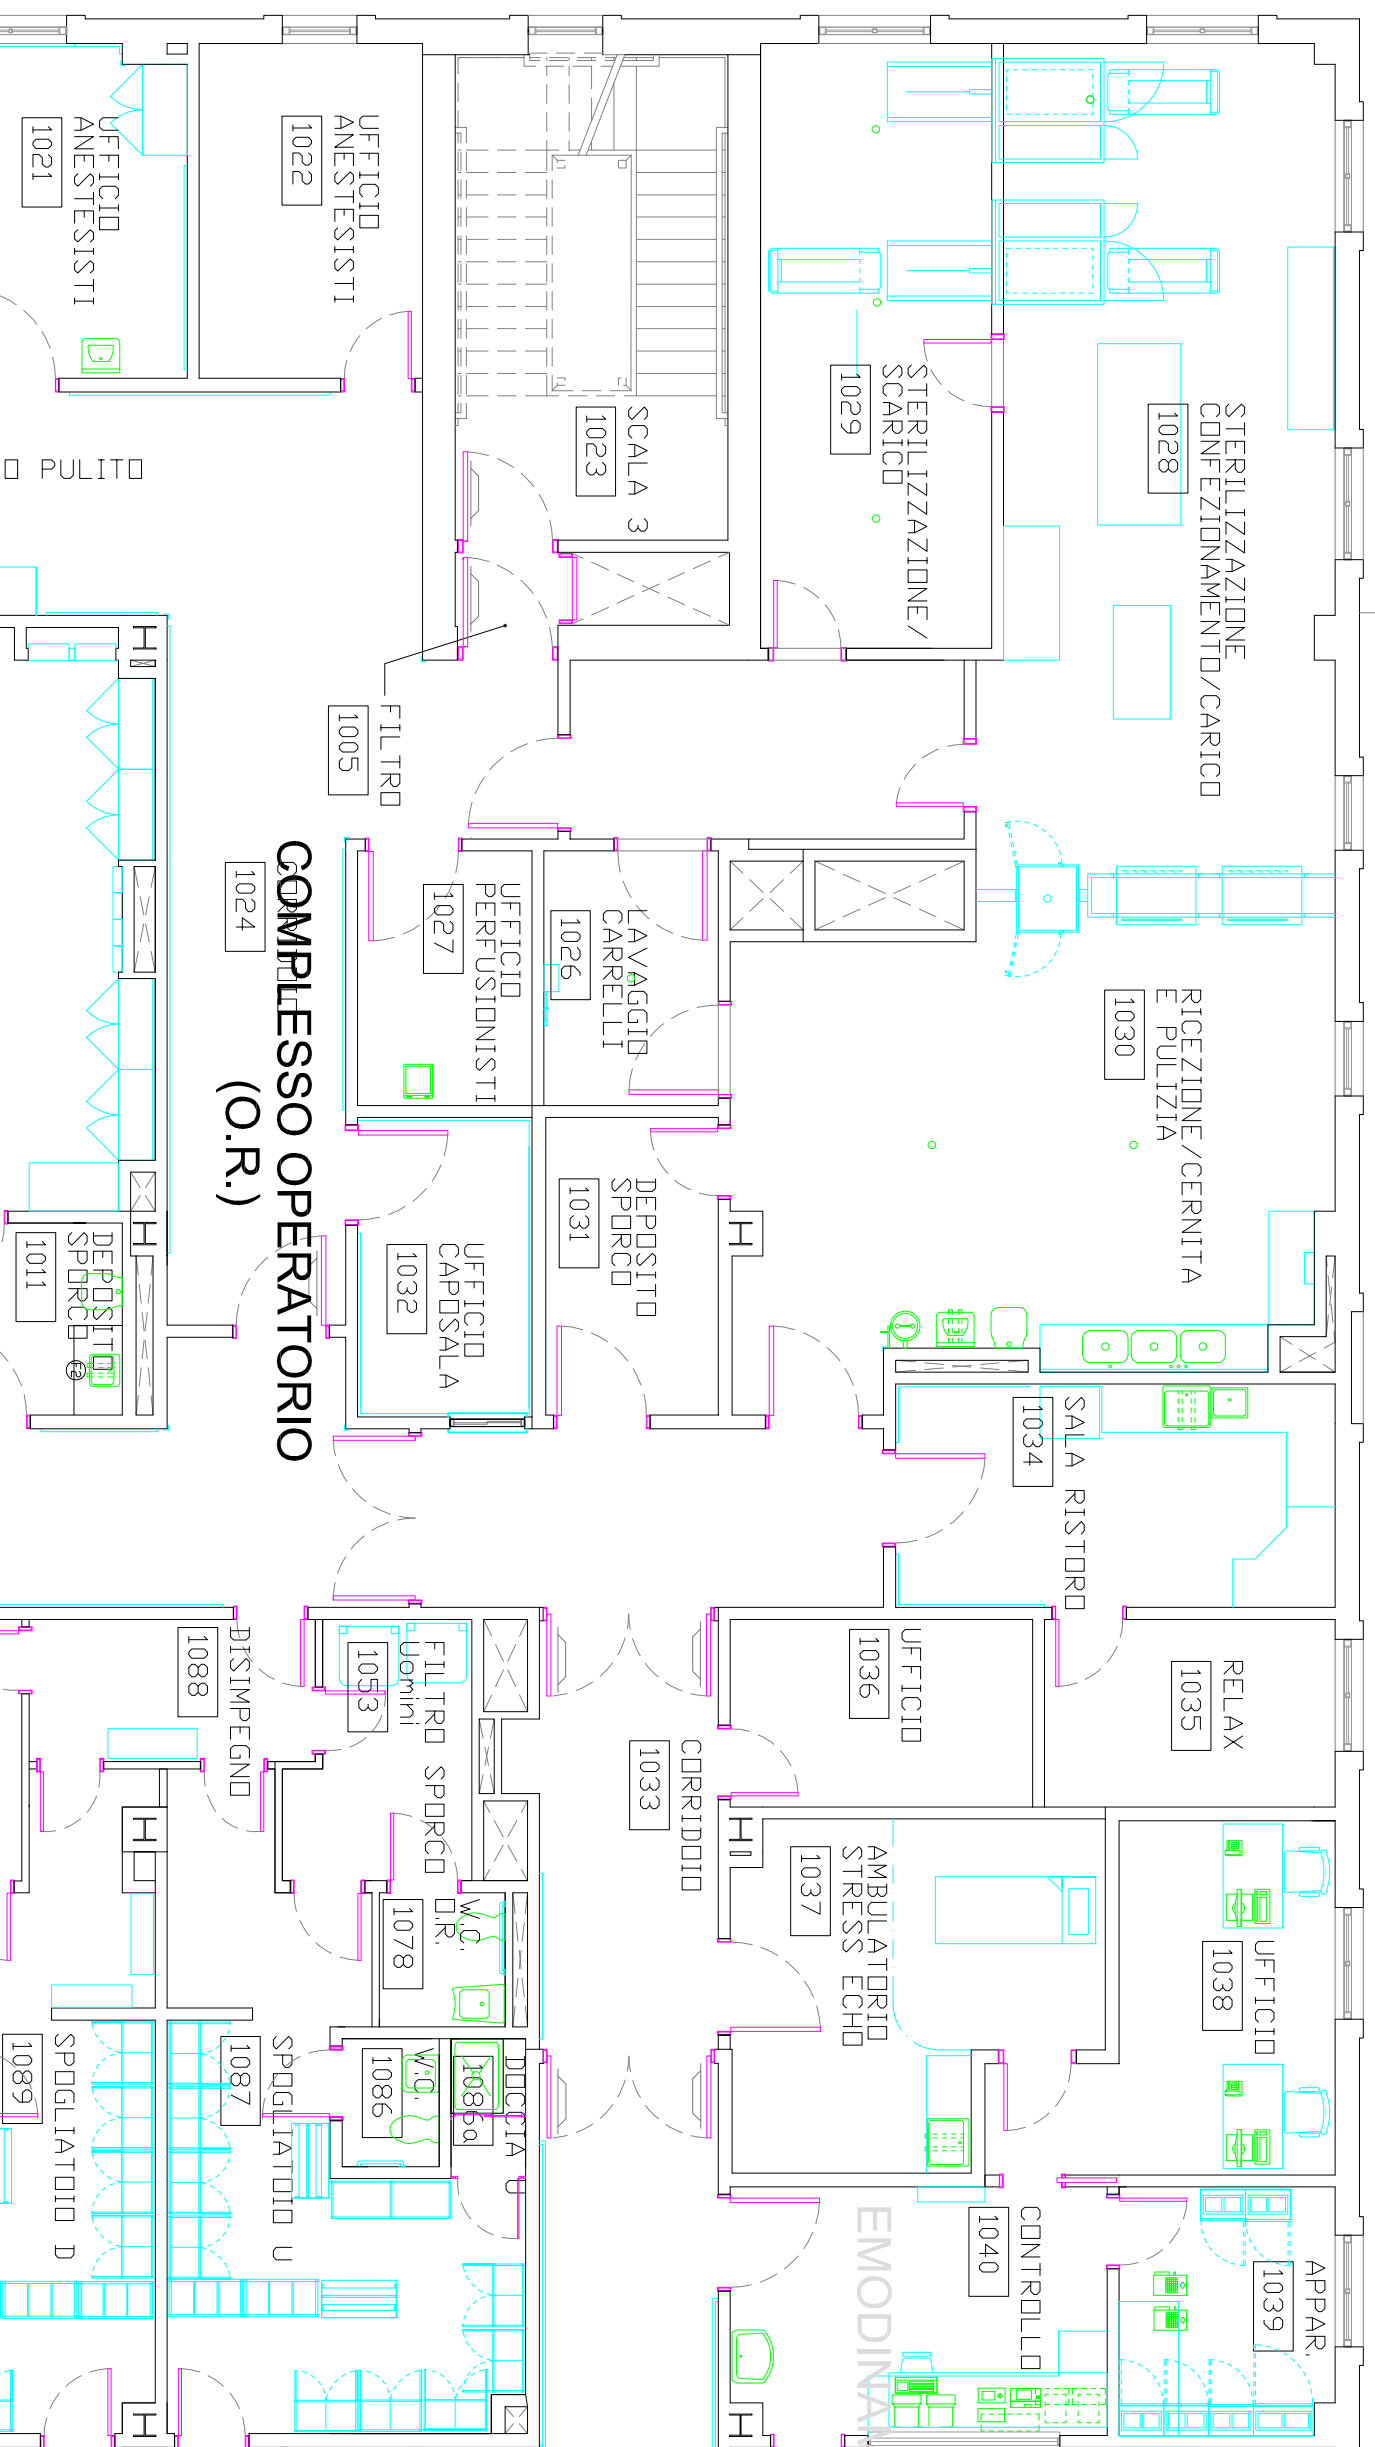 UFFICIO
ANESTESISTI
1021
UFFICIO
ANESTESISTI
1022
O PULITO
SCALA 3
1023
STERILIZZAZIONE/
SCARICO
1029
STERILIZZAZIONE
CONFEZIONAMENTO/CARICO
1028
FILTRO
1005
1024
COMPLESSO OPERATORIO
(O.R.)
UFFICIO
PERFUSIONISTI
1027
LAVAGGIO
CARRELLI
1026
RICEZIONE/CERNITA
E PULIZIA
1030
DEPOSITO
SPORCO
1031
UFFICIO
CAPOSALA
1032
DEPOSITO
SPORCO
1011
SALA RISTORO
1034
RELAX
1035
UFFICIO
1036
CORRIDOIO
1033
FILTRO SPORCO
Uomini
1053
DISIMPEGNO
1088
W.C.
O.R.
1078
AMBULATORIO
STRESS ECHO
1037
UFFICIO
1038
DOCCIA U
1086a
W.C.
1086
SPOGLIATOIO U
1087
SPOGLIATOIO D
1089
CONTROLLO
1040
APPAR.
1039
EMODINAM